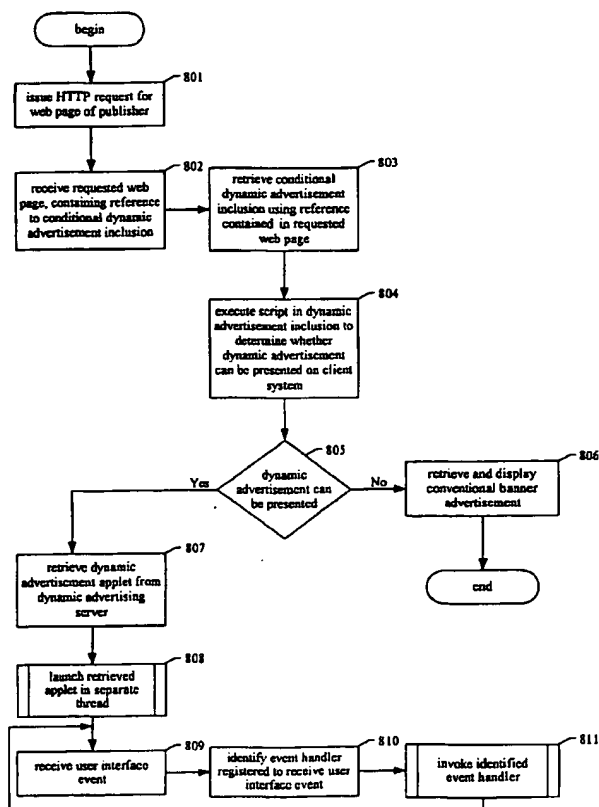 begin
801
issue HTTP request for
web page of publisher
802
receive requested web
page, containing reference
to conditional dynamic
advertisement inclusion
803
retrieve conditional
dynamic advertisement
inclusion using reference
contained in requested
web page
804
execute script in dynamic
advertisement inclusion to
determine whether
dynamic advertisement
can be presented on client
system
805
dynamic
advertisement can
be presented
Yes
No
806
retrieve and display
conventional banner
advertisement
end
807
retrieve dynamic
advertisement applet from
dynamic advertising
server
808
launch retrieved
applet in separate
thread
809
receive user interface
event
810
identify event handler
registered to receive user
interface event
811
invoke identified
event handler